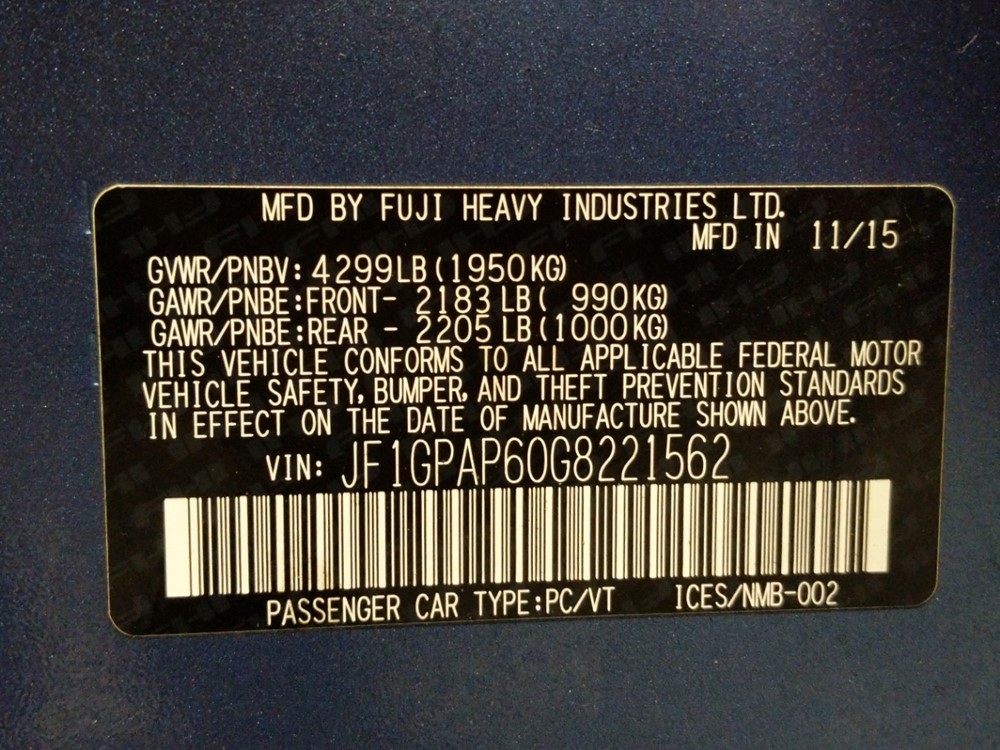 MFD BY FUJI HEAVY INDUSTRIES LTD.
MFD IN 11/15
GVWR/PNBV: 4299LB (1950KG)
GAWR/PNBE:FRONT- 2183 LB ( 990KG)
GAWR/PNBE:REAR - 2205 LB (1000KG)
THIS VEHICLE CONFORMS TO ALL APPLICABLE FEDERAL MOTOR
VEHICLE SAFETY, BUMPER, AND THEFT PREVENTION STANDARDS
IN EFFECT ON THE DATE OF MANUFACTURE SHOWN ABOVE.
VIN: JF1GPAP60G8221562
PASSENGER CAR TYPE:PC/VT ICES/NMB-002